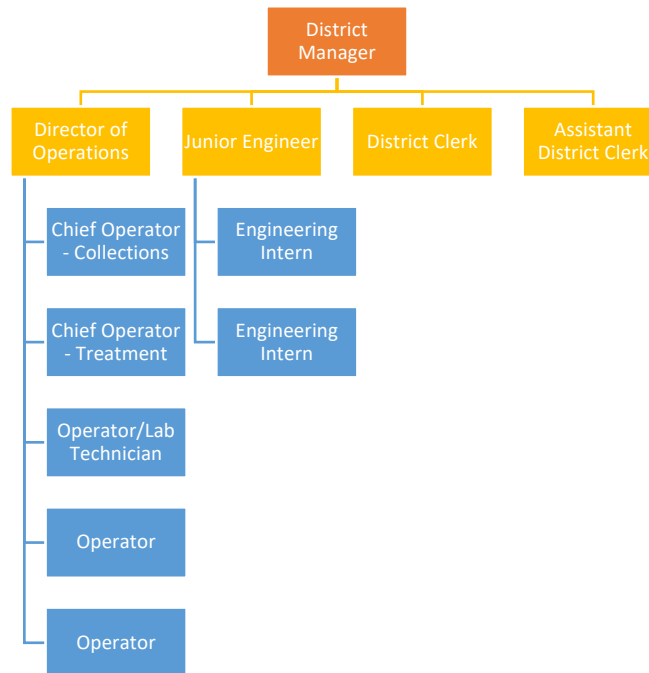 District
Manager
Director of
Operations
Junior Engineer
District Clerk
Assistant
District Clerk
Chief Operator
- Collections
Engineering
Intern
Chief Operator
- Treatment
Engineering
Intern
Operator/Lab
Technician
Operator
Operator